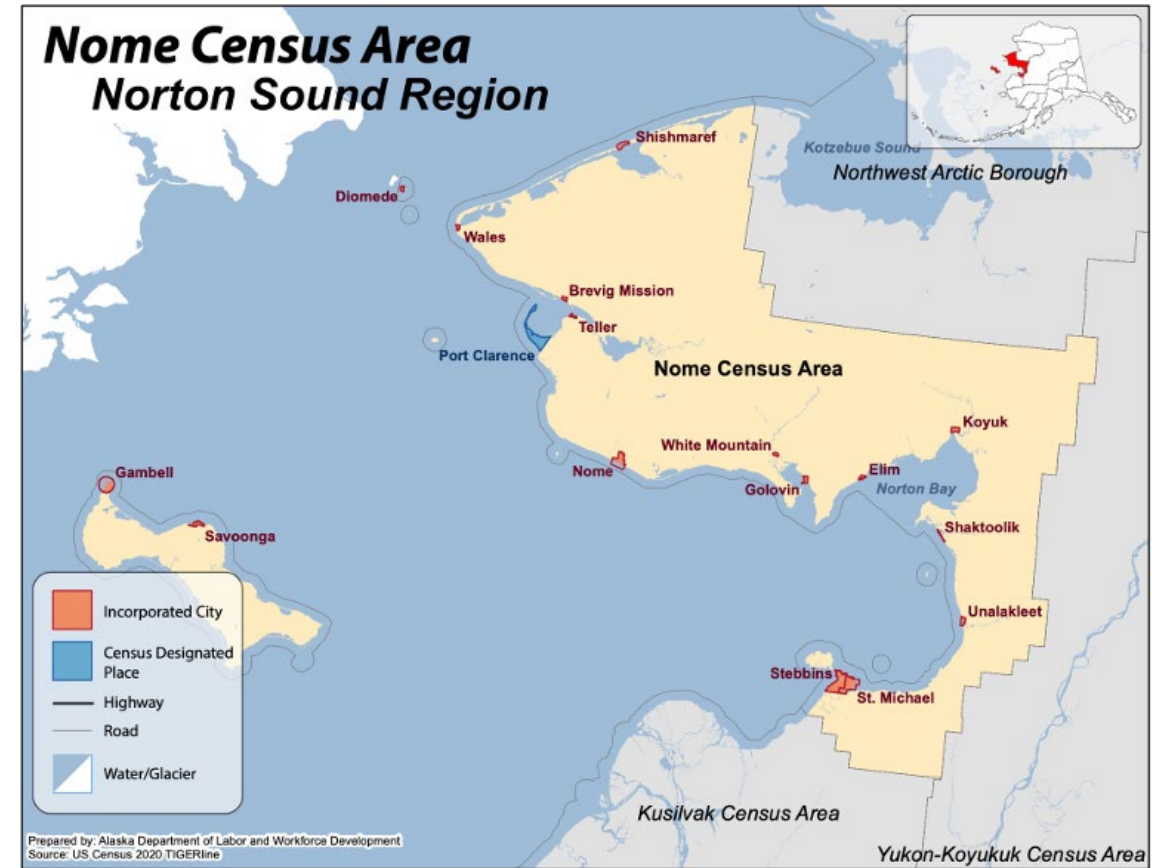 Nome Census Area
Norton Sound Region
Shishmaref
Kotzebue Sound
Northwest Arctic Borough
Diomede
Wales
Brevig Mission
Teller
Port Clarence
Nome Census Area
Koyuk
White Mountain
Nome
Elim
Gambell
Golovin
Norton Bay
Savoonga
Shaktoolik
Incorporated City
Unalakleet
Census Designated
Place
Stebbins
St. Michael
Highway
Road
Water/Glacier
Kusilvak Census Area
Prepared by: Alaska Department of Labor and Workforce Development
Source: US Census 2020 TIGERline
Yukon-Koyukuk Census Area